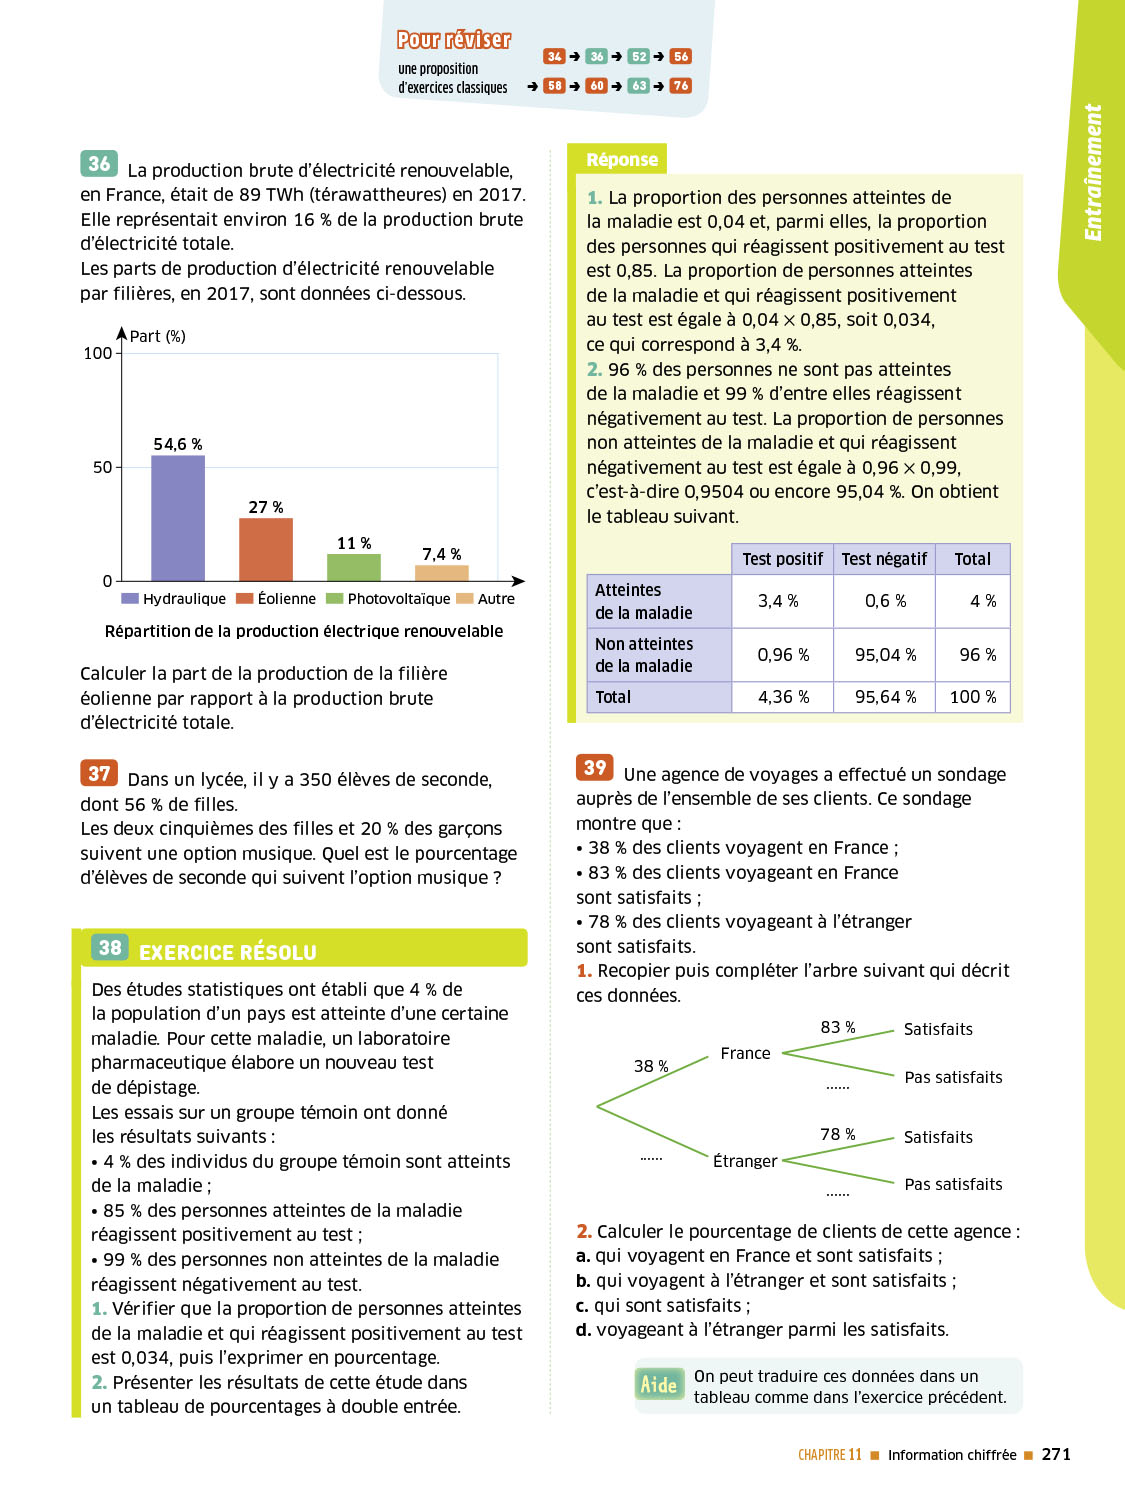 Pour réviser
une proposition
d'exercices classiques
34 → 36 → 52 → 56
→ 58 → 60 → 63 → 76
Entraînement
36 La production brute d'électricité renouvelable,
en France, était de 89 TWh (térawattheures) en 2017.
Elle représentait environ 16 % de la production brute
d'électricité totale.
Les parts de production d'électricité renouvelable
par filières, en 2017, sont données ci-dessous.
Part (%)
100
54,6 %
50
27 %
11 %
7,4 %
0
Hydraulique Éolienne Photovoltaïque Autre
Répartition de la production électrique renouvelable
Calculer la part de la production de la filière
éolienne par rapport à la production brute
d'électricité totale.
37 Dans un lycée, il y a 350 élèves de seconde,
dont 56 % de filles.
Les deux cinquièmes des filles et 20 % des garçons
suivent une option musique. Quel est le pourcentage
d'élèves de seconde qui suivent l'option musique ?
38 EXERCICE RÉSOLU
Des études statistiques ont établi que 4 % de
la population d'un pays est atteinte d'une certaine
maladie. Pour cette maladie, un laboratoire
pharmaceutique élabore un nouveau test
de dépistage.
Les essais sur un groupe témoin ont donné
les résultats suivants :
• 4 % des individus du groupe témoin sont atteints
de la maladie ;
• 85 % des personnes atteintes de la maladie
réagissent positivement au test ;
• 99 % des personnes non atteintes de la maladie
réagissent négativement au test.
1. Vérifier que la proportion de personnes atteintes
de la maladie et qui réagissent positivement au test
est 0,034, puis l'exprimer en pourcentage.
2. Présenter les résultats de cette étude dans
un tableau de pourcentages à double entrée.
Réponse
1. La proportion des personnes atteintes de
la maladie est 0,04 et, parmi elles, la proportion
des personnes qui réagissent positivement au test
est 0,85. La proportion de personnes atteintes
de la maladie et qui réagissent positivement
au test est égale à 0,04 × 0,85, soit 0,034,
ce qui correspond à 3,4 %.
2. 96 % des personnes ne sont pas atteintes
de la maladie et 99 % d'entre elles réagissent
négativement au test. La proportion de personnes
non atteintes de la maladie et qui réagissent
négativement au test est égale à 0,96 × 0,99,
c'est-à-dire 0,9504 ou encore 95,04 %. On obtient
le tableau suivant.
Test positif Test négatif Total
Atteintes
de la maladie
3,4 % 0,6 % 4 %
Non atteintes
de la maladie
0,96 % 95,04 % 96 %
Total 4,36 % 95,64 % 100 %
39 Une agence de voyages a effectué un sondage
auprès de l'ensemble de ses clients. Ce sondage
montre que :
• 38 % des clients voyagent en France ;
• 83 % des clients voyageant en France
sont satisfaits ;
• 78 % des clients voyageant à l'étranger
sont satisfaits.
1. Recopier puis compléter l'arbre suivant qui décrit
ces données.
83 % Satisfaits
France
38 %
Pas satisfaits
......
78 % Satisfaits
......
Étranger
Pas satisfaits
......
2. Calculer le pourcentage de clients de cette agence :
a. qui voyagent en France et sont satisfaits ;
b. qui voyagent à l'étranger et sont satisfaits ;
c. qui sont satisfaits ;
d. voyageant à l'étranger parmi les satisfaits.
Aide
On peut traduire ces données dans un
tableau comme dans l'exercice précédent.
CHAPITRE 11 ■ Information chiffrée ■ 271